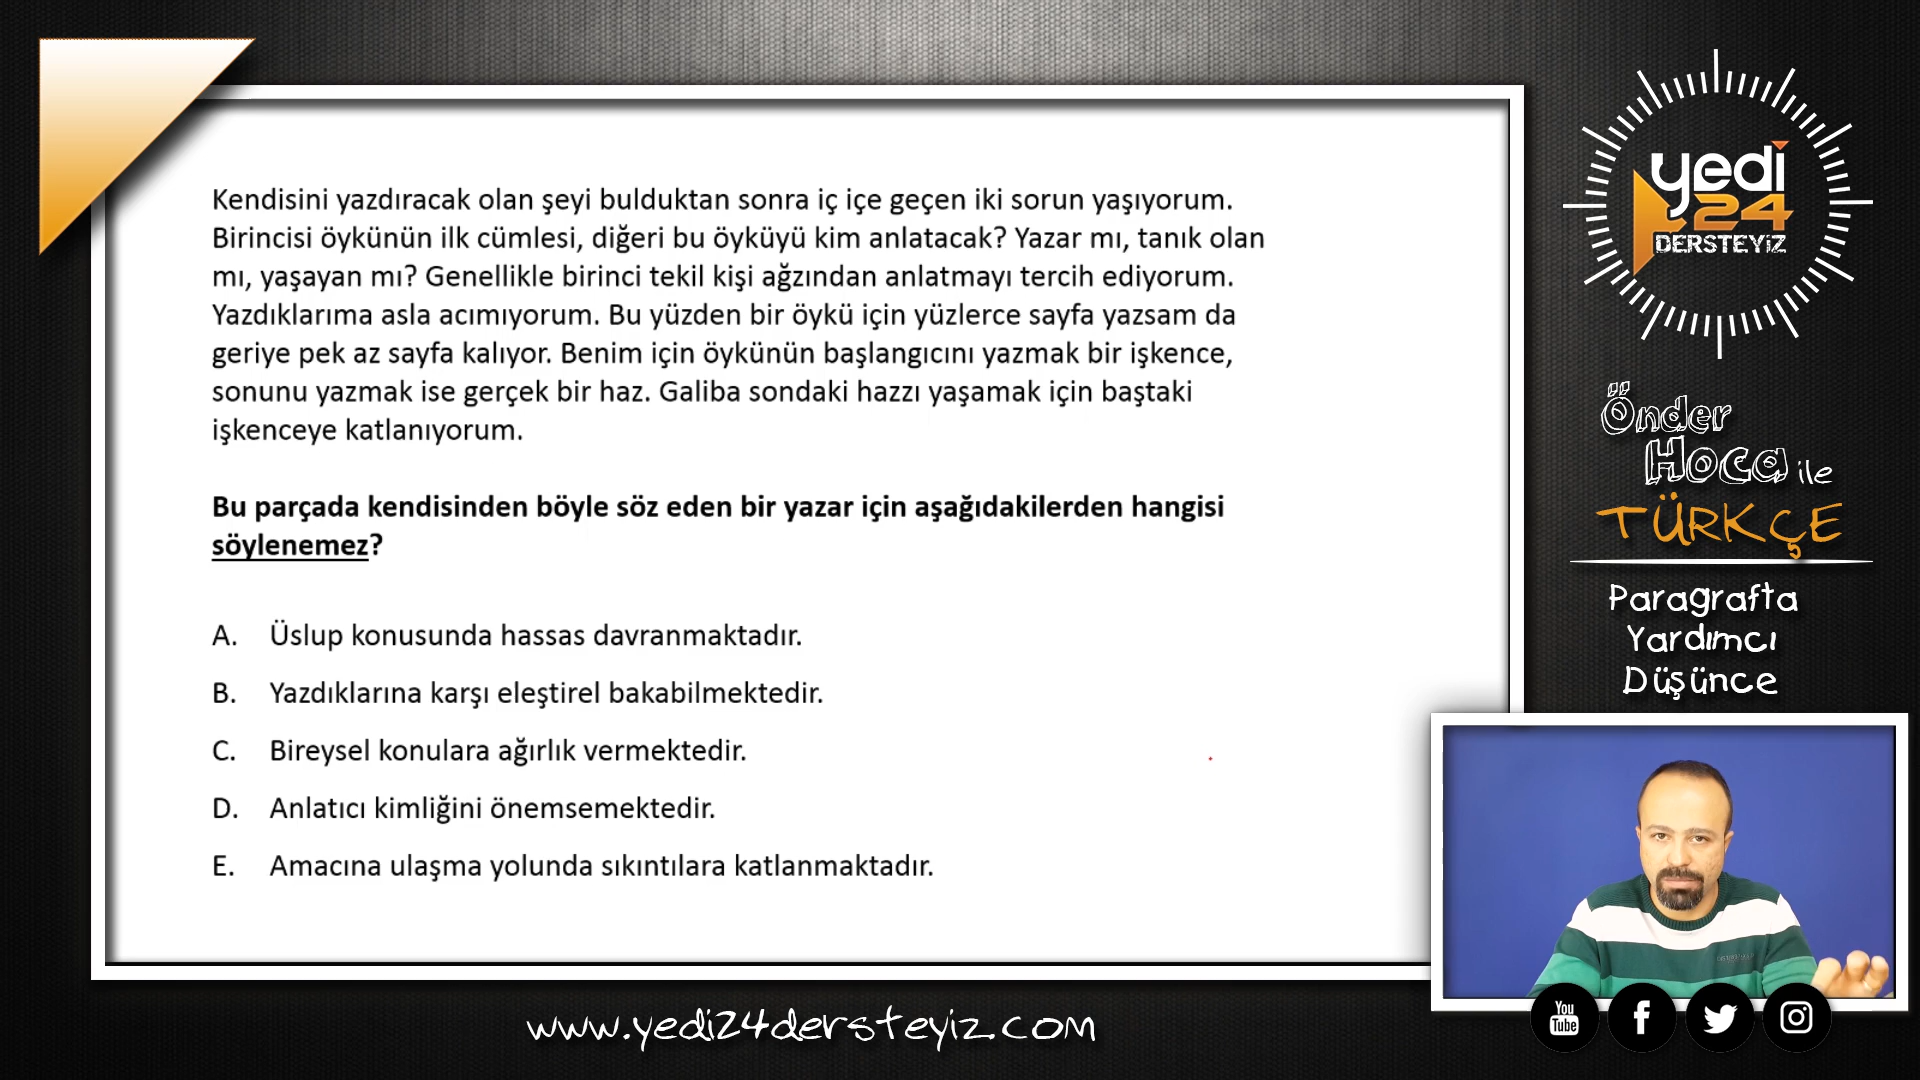 Kendisini yazdıracak olan şeyi bulduktan sonra iç içe geçen iki sorun yaşıyorum.
Birincisi öykünün ilk cümlesi, diğeri bu öyküyü kim anlatacak? Yazar mı, tanık olan
mı, yaşayan mı? Genellikle birinci tekil kişi ağzından anlatmayı tercih ediyorum.
Yazdıklarıma asla acımıyorum. Bu yüzden bir öykü için yüzlerce sayfa yazsam da
geriye pek az sayfa kalıyor. Benim için öykünün başlangıcını yazmak bir işkence,
sonunu yazmak ise gerçek bir haz. Galiba sondaki hazzı yaşamak için baştaki
işkenceye katlanıyorum.
Bu parçada kendisinden böyle söz eden bir yazar için aşağıdakilerden hangisi
söylenemez?
A. Üslup konusunda hassas davranmaktadır.
B. Yazdıklarına karşı eleştirel bakabilmektedir.
C. Bireysel konulara ağırlık vermektedir.
D. Anlatıcı kimliğini önemsemektedir.
E. Amacına ulaşma yolunda sıkıntılara katlanmaktadır.
yedi
24
DERSTEYİZ
Önder
Hoca ile
TÜRKÇE
Paragrafta
Yardımcı
Düşünce
www.yedi24dersteyiz.com
You
Tube